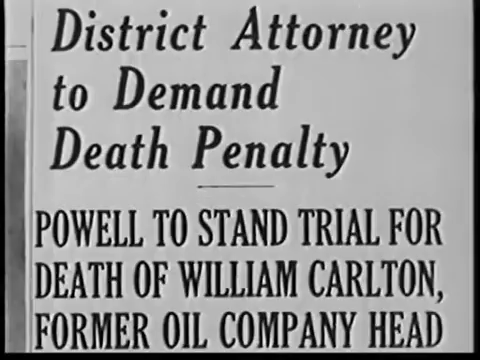 District Attorney
to Demand
Death Penalty
POWELL TO STAND TRIAL FOR
DEATH OF WILLIAM CARLTON,
FORMER OIL COMPANY HEAD